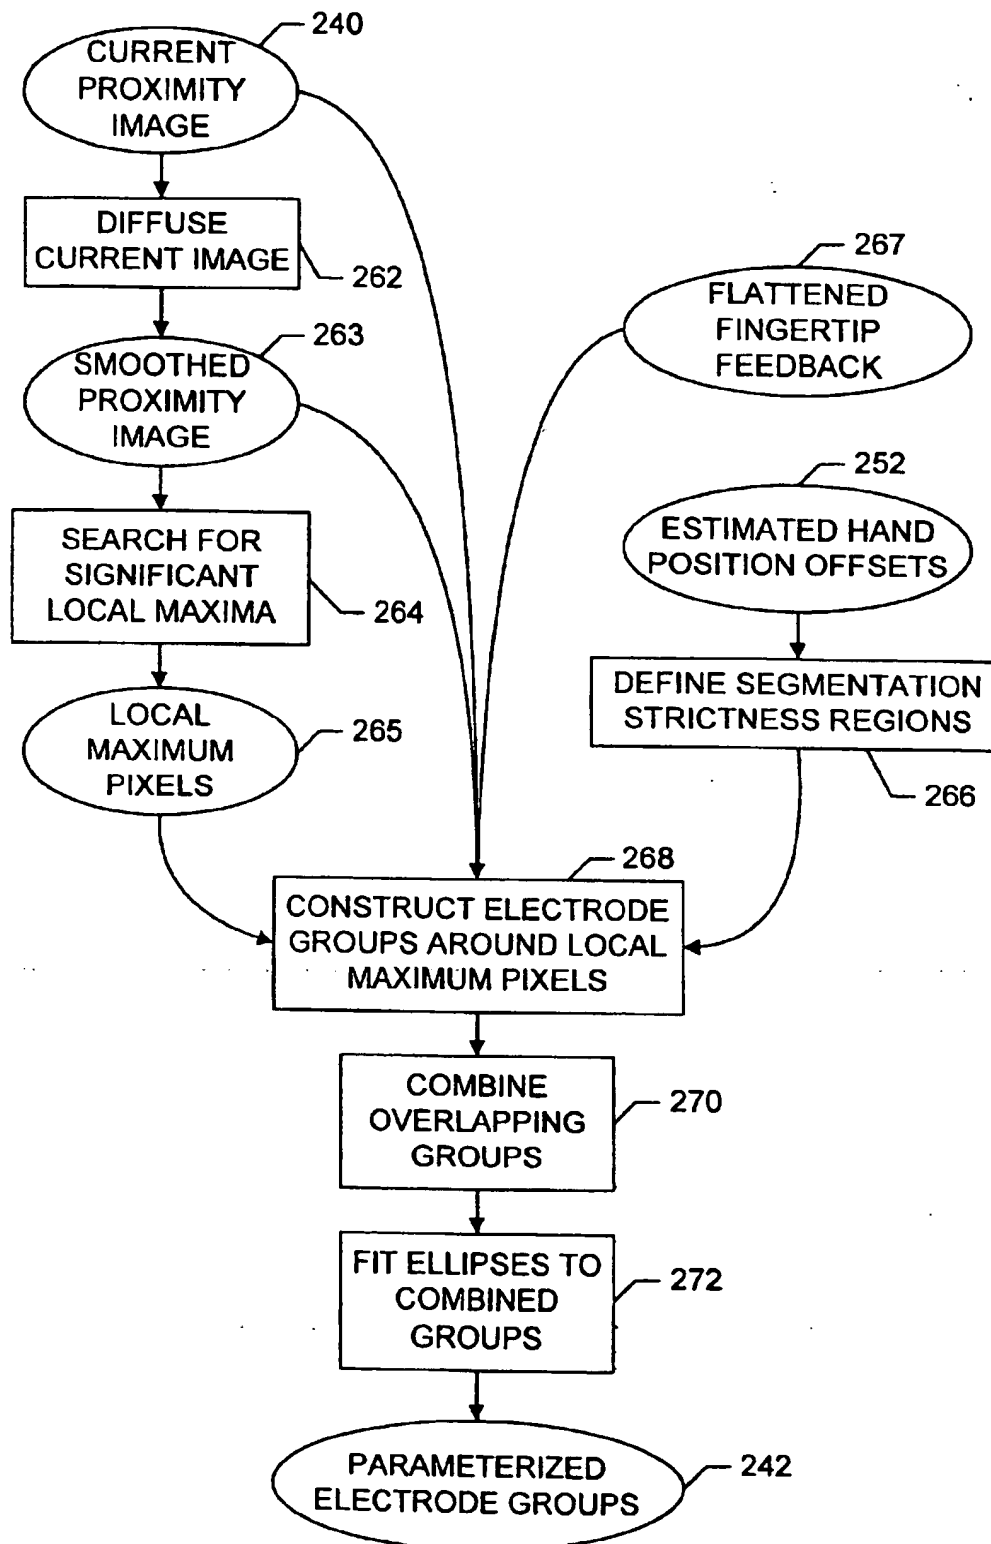 240
CURRENT
PROXIMITY
IMAGE
DIFFUSE
CURRENT IMAGE
262
263
SMOOTHED
PROXIMITY
IMAGE
SEARCH FOR
SIGNIFICANT
LOCAL MAXIMA
264
LOCAL
MAXIMUM
PIXELS
265
267
FLATTENED
FINGERTIP
FEEDBACK
252
ESTIMATED HAND
POSITION OFFSETS
DEFINE SEGMENTATION
STRICTNESS REGIONS
266
268
CONSTRUCT ELECTRODE
GROUPS AROUND LOCAL
MAXIMUM PIXELS
COMBINE
OVERLAPPING
GROUPS
270
FIT ELLIPSES TO
COMBINED
GROUPS
272
PARAMETERIZED
ELECTRODE GROUPS
242